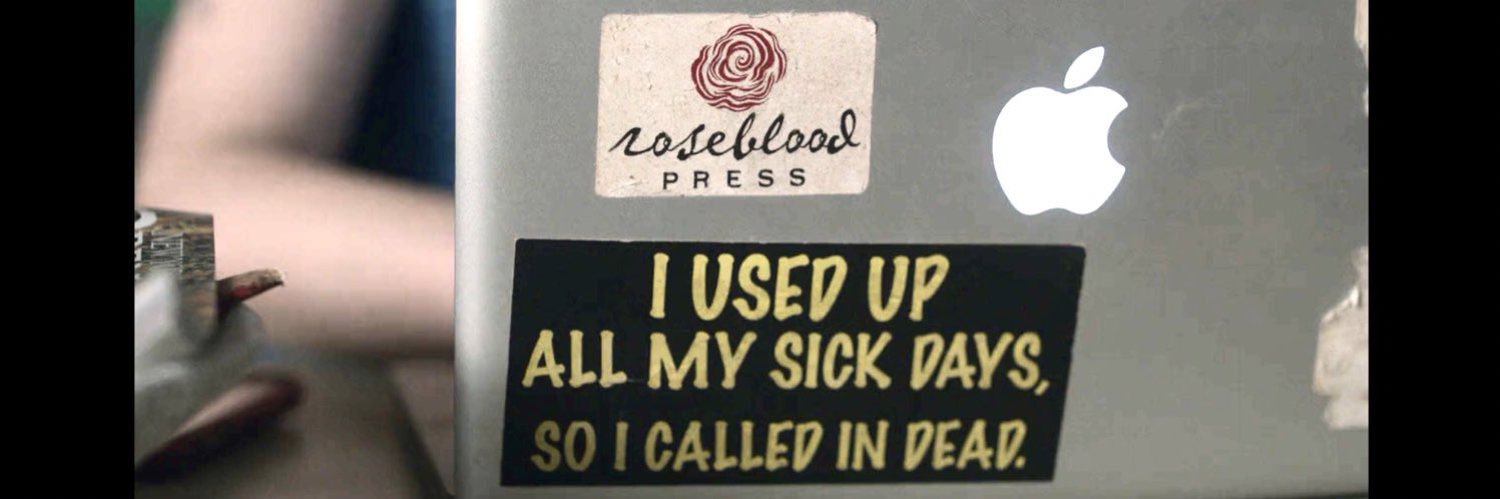 roseblood
PRESS
I USED UP
ALL MY SICK DAYS,
SO I CALLED IN DEAD.